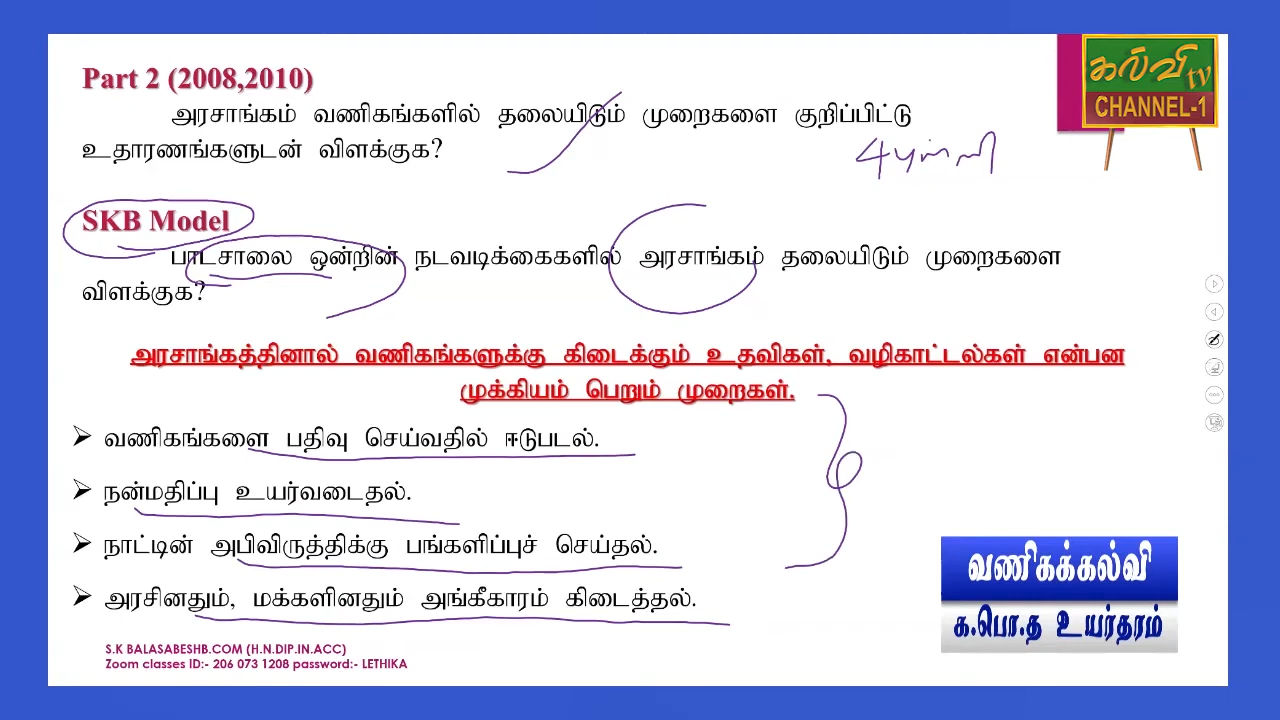 Part 2 (2008,2010)
அரசாங்கம் வணிகங்களில் தலையிடும் முறைகளை குறிப்பிட்டு
உதாரணங்களுடன் விளக்குக?
4புள்ளி
SKB Model
பாடசாலை ஒன்றின் நடவடிக்கைகளில் அரசாங்கம் தலையிடும் முறைகளை
விளக்குக?
அரசாங்கத்தினால் வணிகங்களுக்கு கிடைக்கும் உதவிகள், வழிகாட்டல்கள் என்பன
முக்கியம் பெறும் முறைகள்.
➢ வணிகங்களை பதிவு செய்வதில் ஈடுபடல்.
➢ நன்மதிப்பு உயர்வடைதல்.
➢ நாட்டின் அபிவிருத்திக்கு பங்களிப்புச் செய்தல்.
➢ அரசினதும், மக்களினதும் அங்கீகாரம் கிடைத்தல்.
கல்வி tv
CHANNEL-1
வணிகக்கல்வி
க.பொ.த உயர்தரம்
S.K BALASABESHB.COM (H.N.DIP.IN.ACC)
Zoom classes ID:- 206 073 1208 password:- LETHIKA